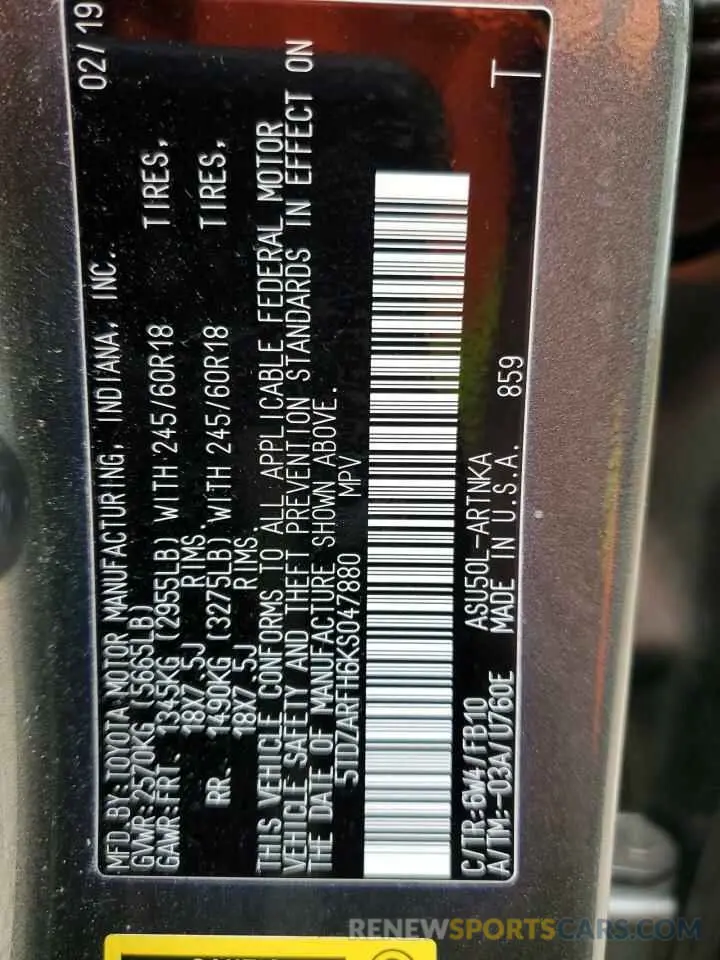 MFD.BY:TOYOTA MOTOR MANUFACTURING, INDIANA, INC. 02/19
GVWR:2570KG (5665LB)
GAWR:FRT. 1345KG (2955LB) WITH 245/60R18 TIRES,
18X7.5J RIMS.
RR. 1490KG (3275LB) WITH 245/60R18 TIRES,
18X7.5J RIMS.
THIS VEHICLE CONFORMS TO ALL APPLICABLE FEDERAL MOTOR
VEHICLE SAFETY AND THEFT PREVENTION STANDARDS IN EFFECT ON
THE DATE OF MANUFACTURE SHOWN ABOVE.
5TDZARFH6KS047880 MPV
C/TR:6W4/FB10 ASU50L-ARTNKA T
A/TM:-03A/U760E MADE IN U.S.A. 859
RENEWSPORTSCARS.COM